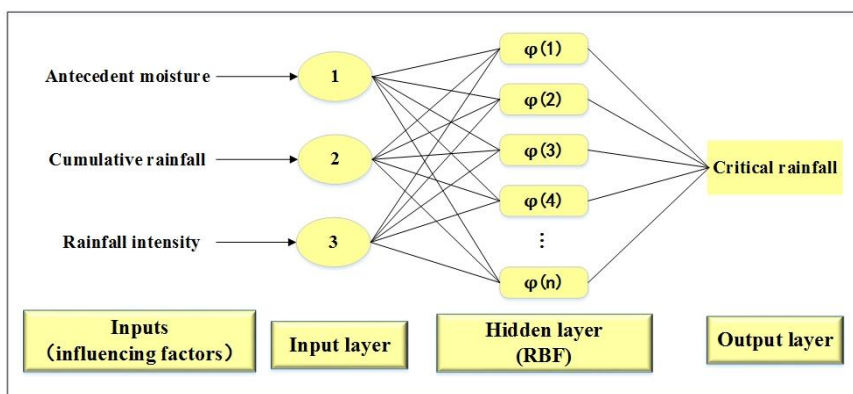 Antecedent moisture
1
φ(1)
φ(2)
Cumulative rainfall
2
φ(3)
Critical rainfall
φ(4)
Rainfall intensity
3
⋮
φ(n)
Inputs
（influencing factors）
Input layer
Hidden layer
(RBF)
Output layer